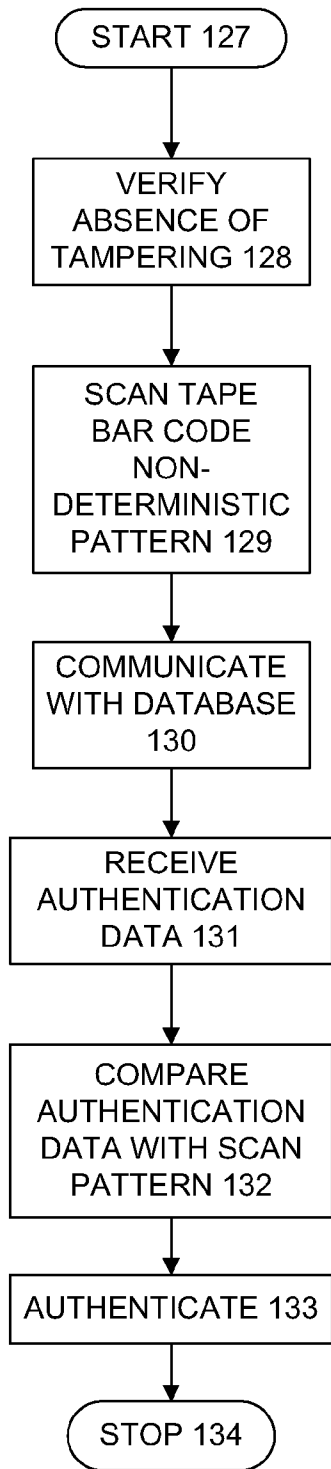 START 127
VERIFY
ABSENCE OF
TAMPERING 128
SCAN TAPE
BAR CODE
NON-
DETERMINISTIC
PATTERN 129
COMMUNICATE
WITH DATABASE
130
RECEIVE
AUTHENTICATION
DATA 131
COMPARE
AUTHENTICATION
DATA WITH SCAN
PATTERN 132
AUTHENTICATE 133
STOP 134